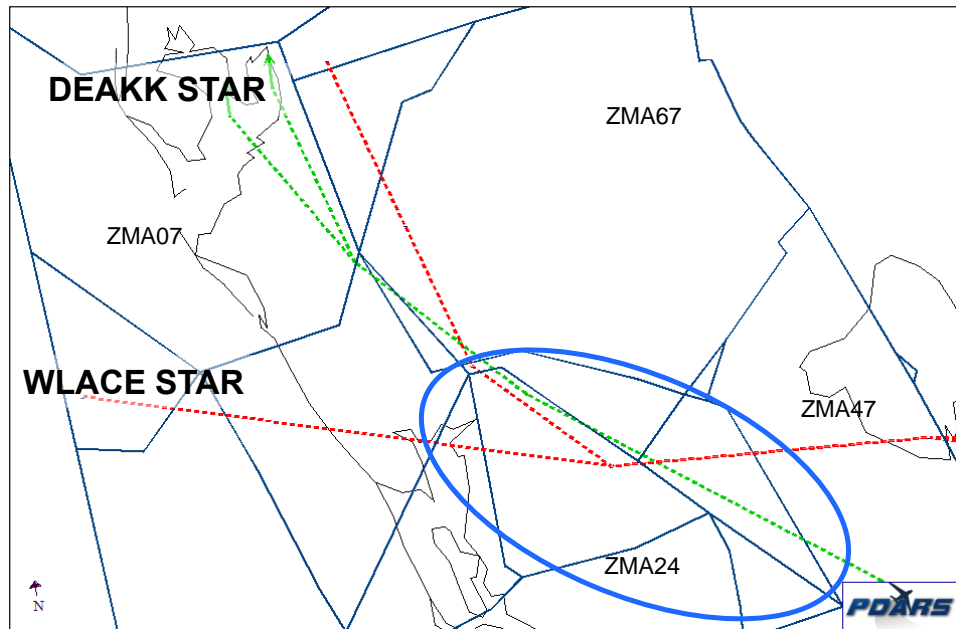 DEAKK STAR
ZMA67
ZMA07
WLACE STAR
ZMA47
ZMA24
N
PDARS